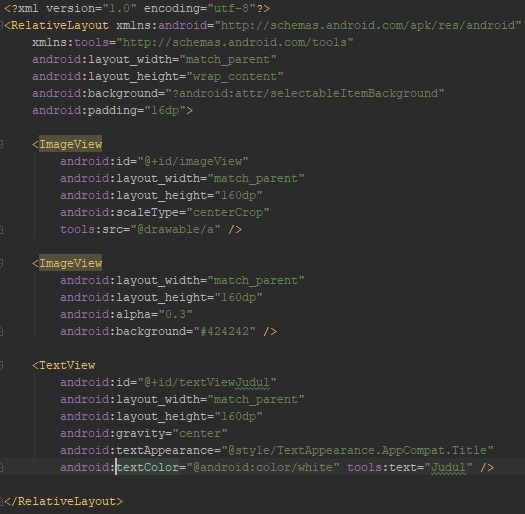 <?xml version="1.0" encoding="utf-8"?>
<RelativeLayout xmlns:android="http://schemas.android.com/apk/res/android"
    xmlns:tools="http://schemas.android.com/tools"
    android:layout_width="match_parent"
    android:layout_height="wrap_content"
    android:background="?android:attr/selectableItemBackground"
    android:padding="16dp">

    <ImageView
        android:id="@+id/imageView"
        android:layout_width="match_parent"
        android:layout_height="160dp"
        android:scaleType="centerCrop"
        tools:src="@drawable/a" />

    <ImageView
        android:layout_width="match_parent"
        android:layout_height="160dp"
        android:alpha="0.3"
        android:background="#424242" />

    <TextView
        android:id="@+id/textViewJudul"
        android:layout_width="match_parent"
        android:layout_height="160dp"
        android:gravity="center"
        android:textAppearance="@style/TextAppearance.AppCompat.Title"
        android:textColor="@android:color/white" tools:text="Judul" />

</RelativeLayout>